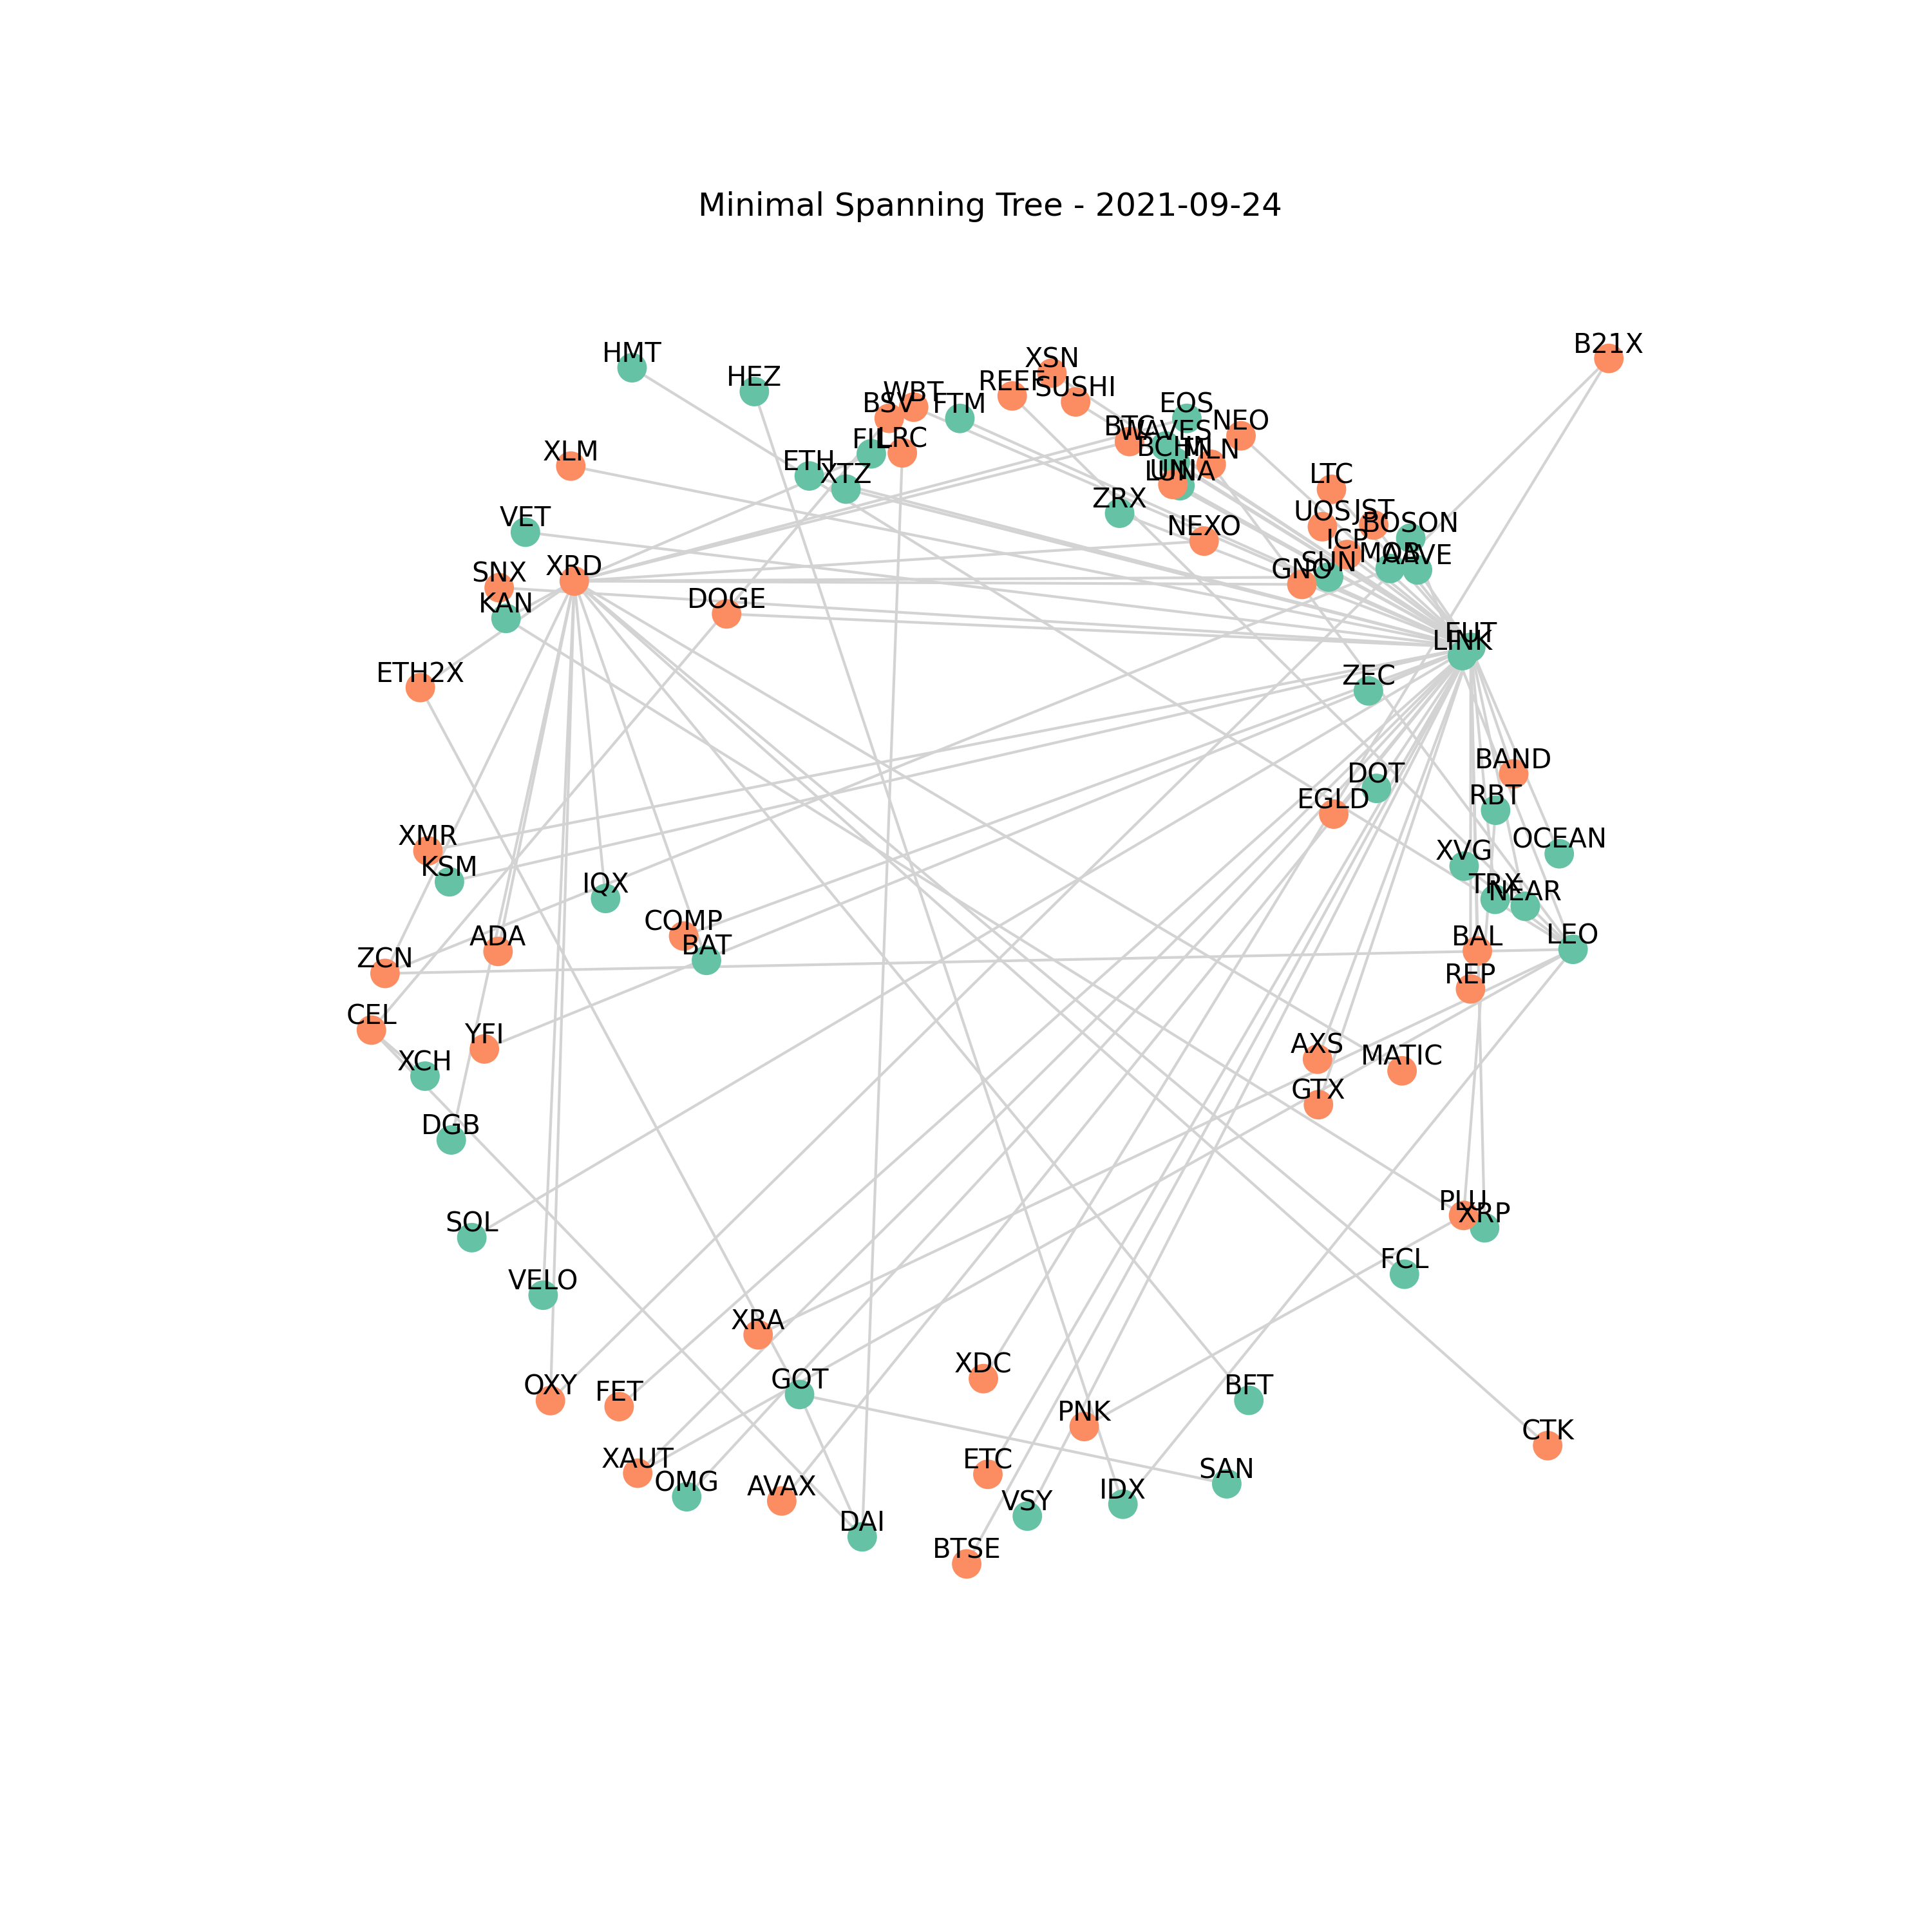 Minimal Spanning Tree - 2021-09-24
B21X
HMT
XSN
HEZ
REEF
SUSHI
WBT
BSV
FTM
EOS
NEO
BTC
WAVES
FIL
LRC
XLM
ETH
MLN
UNI
LUNA
XTZ
LTC
ZRX
VET
UOS
JST
BOSON
NEXO
ICP
MOB
AAVE
SNX
XRD
GNO
SUN
KAN
DOGE
EUT
LINK
ETH2X
ZEC
BAND
DOT
EGLD
RBT
XMR
OCEAN
KSM
XVG
IQX
TRX
NEAR
COMP
BAT
ADA
BAL
LEO
ZCN
REP
CEL
YFI
XCH
AXS
MATIC
GTX
DGB
PLU
XRP
SOL
FCL
VELO
XRA
XDC
GOT
BFT
OXY
FET
PNK
CTK
XAUT
ETC
SAN
OMG
AVAX
VSY
IDX
DAI
BTSE